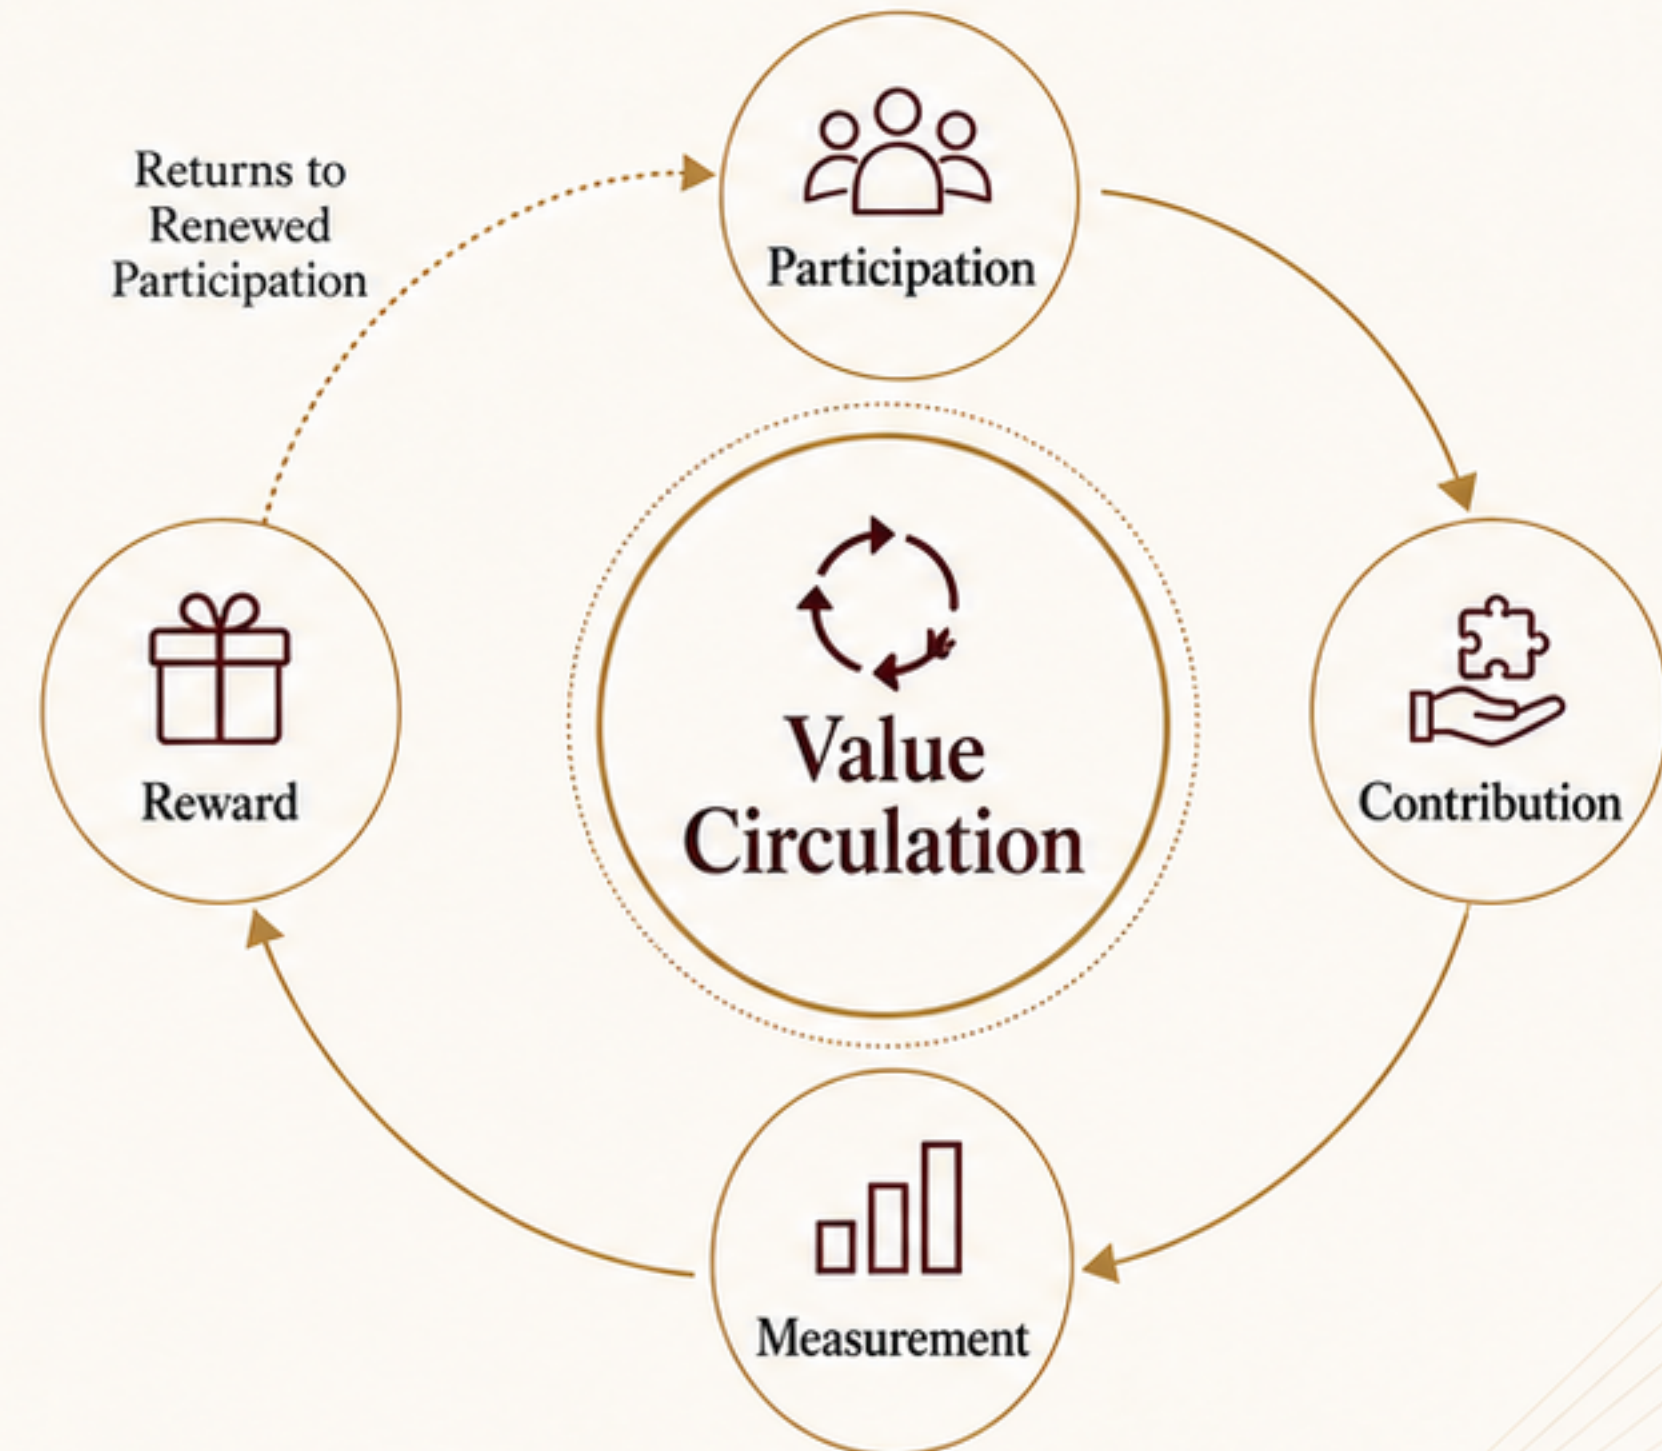 Returns to
Renewed
Participation
Participation
Contribution
Value
Circulation
Reward
Measurement